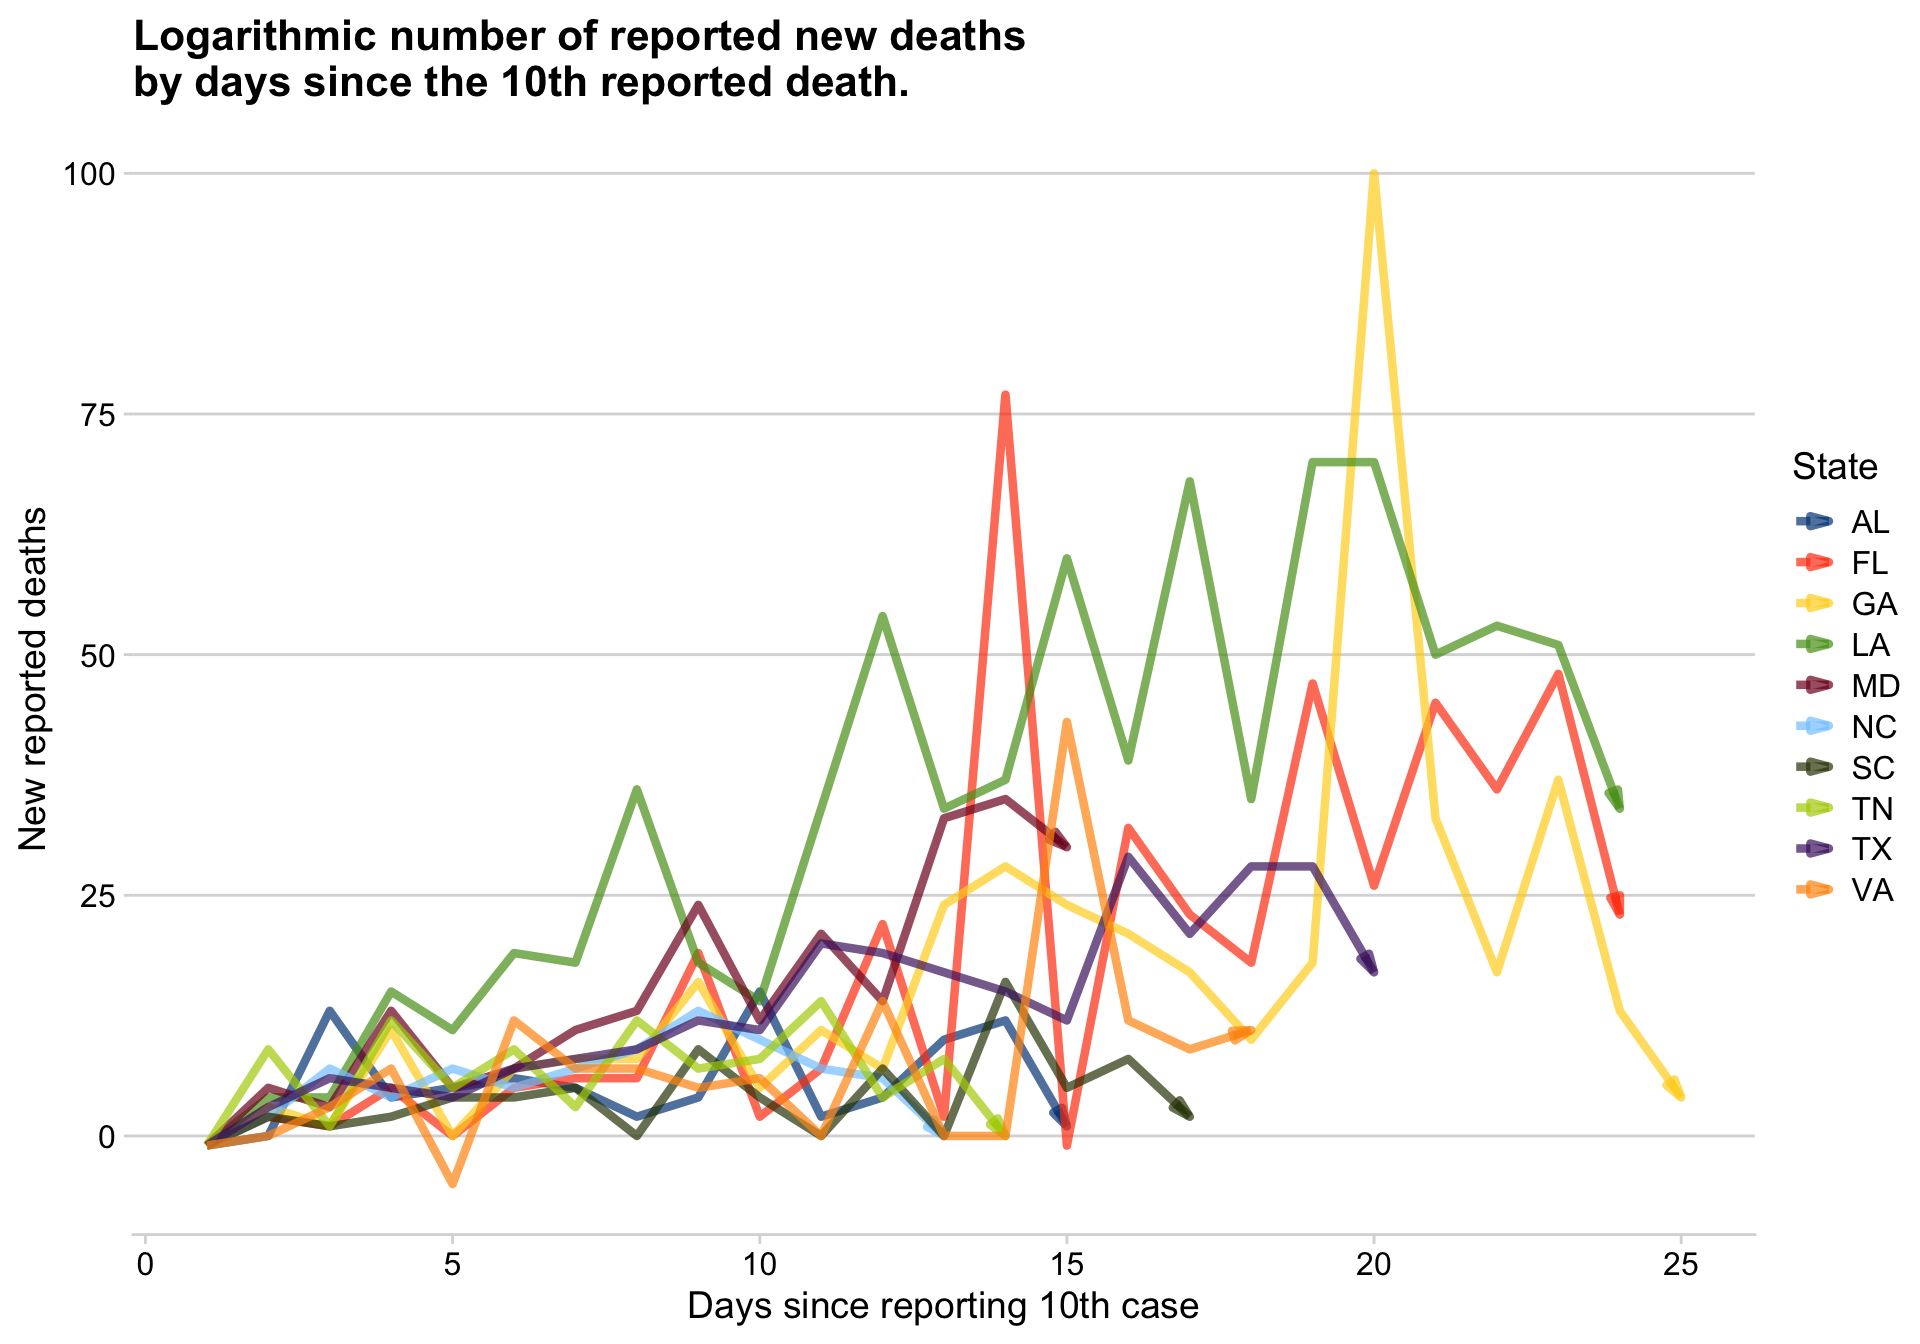 Logarithmic number of reported new deaths
by days since the 10th reported death.
100
75
50
25
0
New reported deaths
0 5 10 15 20 25
Days since reporting 10th case
State
AL
FL
GA
LA
MD
NC
SC
TN
TX
VA